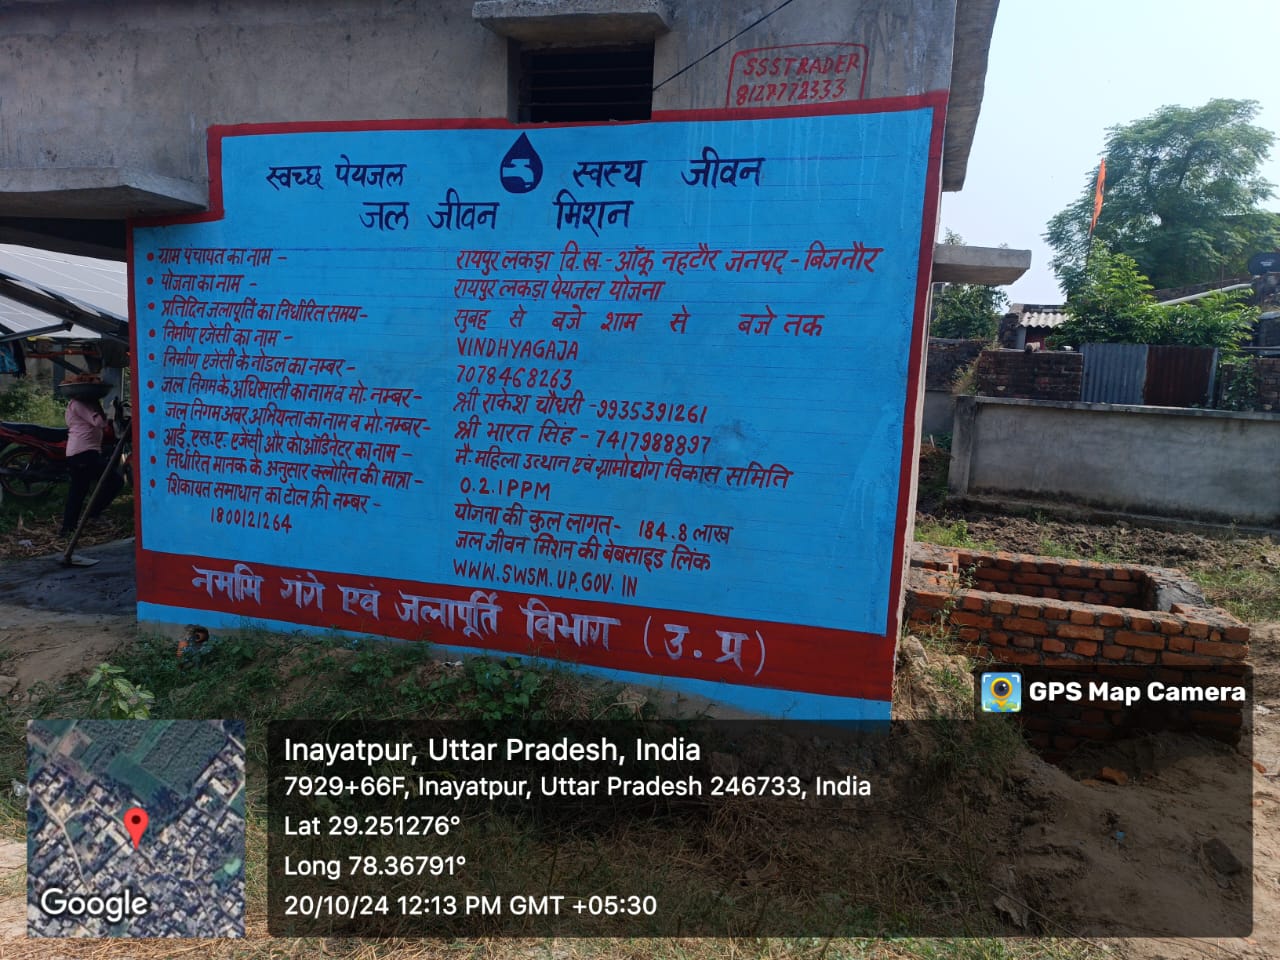 SSSTRADER
8127772333
स्वच्छ पेयजल स्वस्थ जीवन
जल जीवन मिशन
• ग्राम पंचायत का नाम - रायपुर लकड़ा वि.ख.- ऑकू नहटौर जनपद - बिजनौर
• योजना का नाम - रायपुर लकड़ा पेयजल योजना
• प्रतिदिन जलापूर्ति का निर्धारित समय- सुबह से बजे शाम से बजे तक
• निर्माण एजेंसी का नाम - VINDHYAGAJA
• निर्माण एजेंसी के नोडल का नम्बर- 7078468263
• जल निगम के अधिसासी का नाम व मो. नम्बर- श्री राकेश चौधरी -9935391261
• जल निगम अवर अभियन्ता का नाम व मो. नम्बर- श्री भारत सिंह - 7417988897
• आई. एस. ए. एजेंसी और कोऑडिनेटर का नाम - मै. महिला उत्थान एवं ग्रामोद्योग विकास समिति
• निर्धारित मानक के अनुसार क्लोरिन की मात्रा- 0.2.1PPM
• शिकायत समाधान का टोल फ्री नम्बर - योजना की कुल लागत- 184.8 लाख
1800121264 जल जीवन मिशन की बेबसाइड लिंक
WWW.SWSM.UP.GOV.IN
नमामि गंगे एवं जलापूर्ति विभाग (उ.प्र)
GPS Map Camera
Inayatpur, Uttar Pradesh, India
7929+66F, Inayatpur, Uttar Pradesh 246733, India
Lat 29.251276°
Long 78.36791°
20/10/24 12:13 PM GMT +05:30
Google